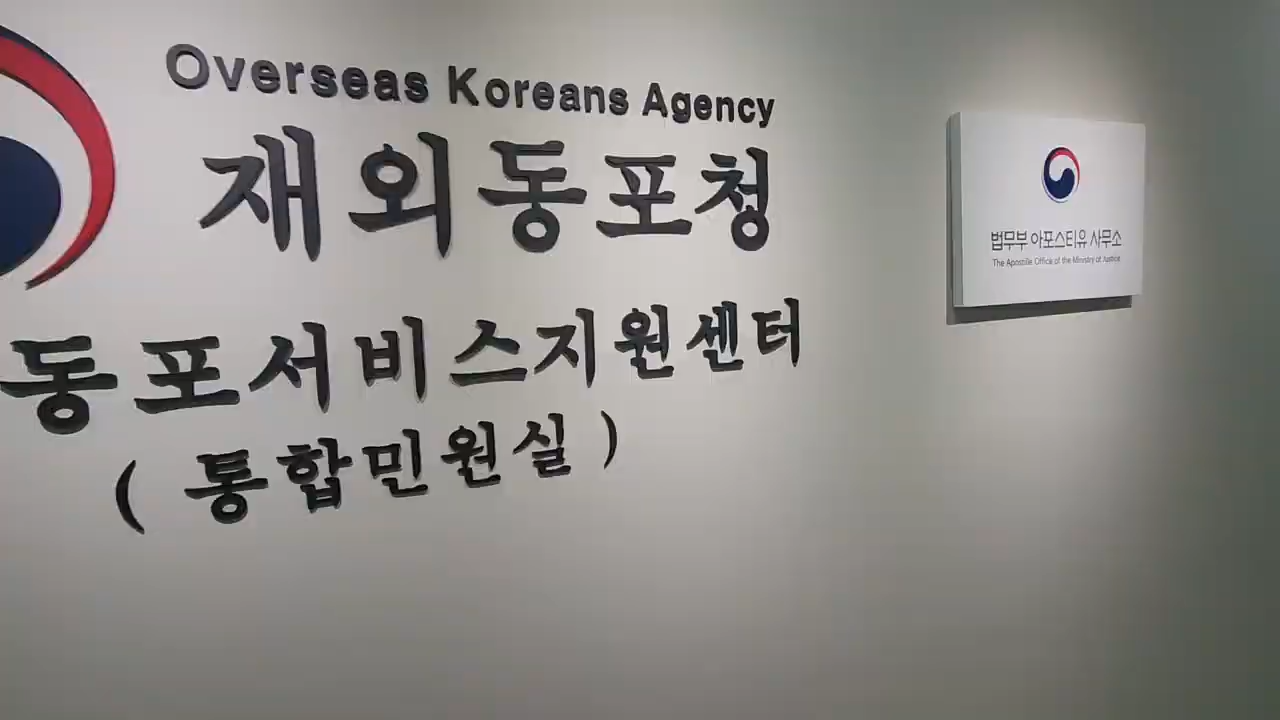 Overseas Koreans Agency
재외동포청
동포서비스지원센터
( 통합민원실 )
법무부 아포스티유 사무소
The Apostille Office of the Ministry of Justice